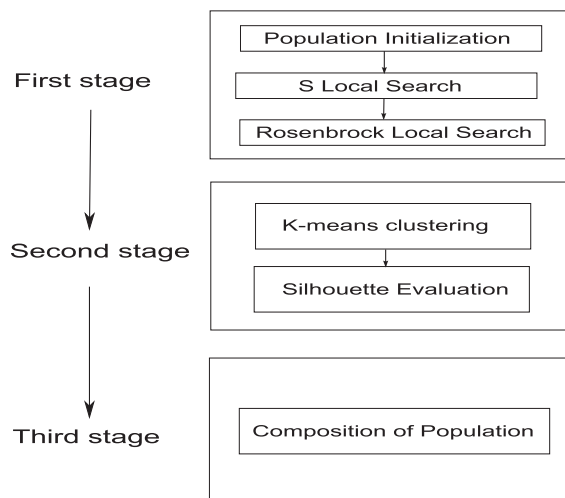 Population Initialization
First stage
S Local Search
Rosenbrock Local Search
K-means clustering
Second stage
Silhouette Evaluation
Third stage
Composition of Population